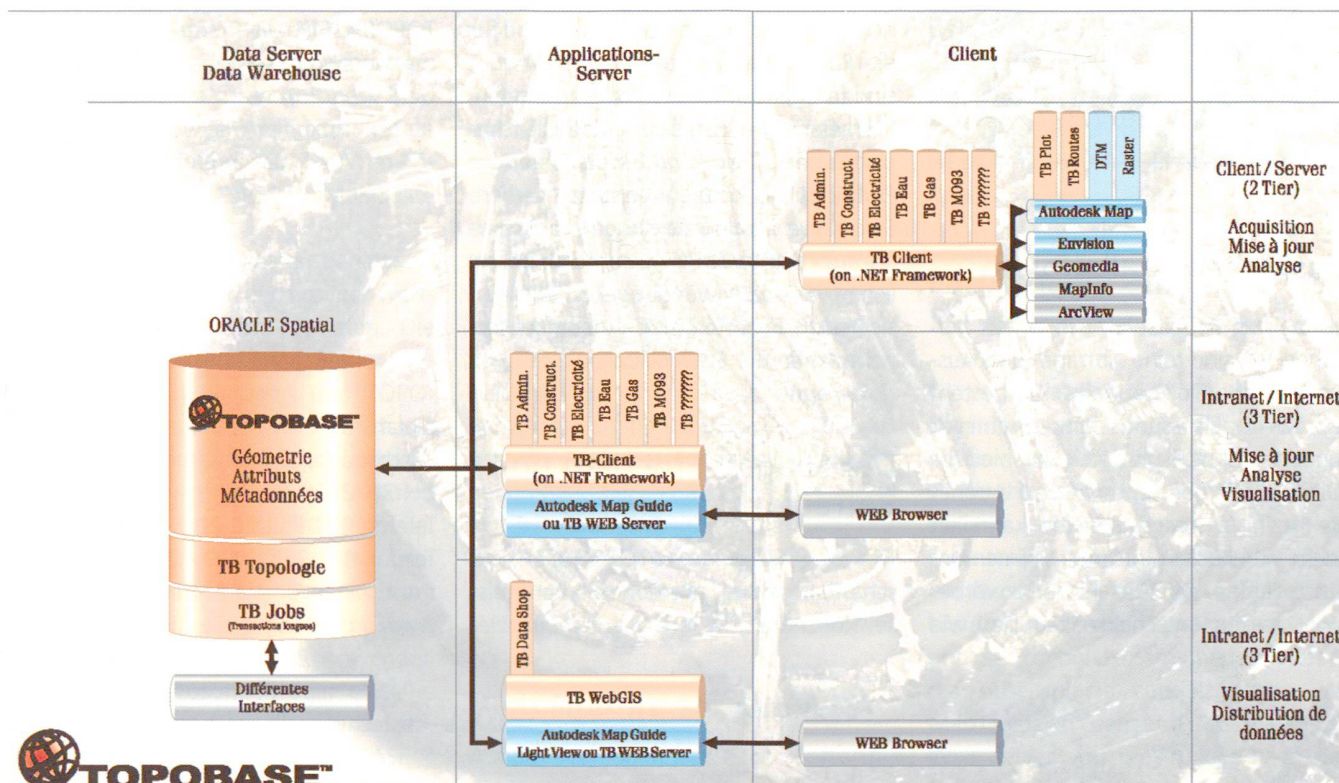 Data Server
Data Warehouse
Applications-
Server
Client
TB Admin.
TB Construct.
TB Electricité
TB Eau
TB Gas
TB MO93
TB ???????
TB Client
(on .NET Framework)
TB Plot
TB Routes
DTM
Raster
Autodesk Map
Envision
Geomedia
MapInfo
ArcView
Client / Server
(2 Tier)
Acquisition
Mise à jour
Analyse
ORACLE Spatial
TOPOBASE™
Géometrie
Attributs
Métadonnées
TB Topologie
TB Jobs
(Transactions longues)
Différentes
Interfaces
TB Admin.
TB Construct.
TB Electricité
TB Eau
TB Gas
TB MO93
TB ???????
TB-Client
(on .NET Framework)
Autodesk Map Guide
ou TB WEB Server
WEB Browser
Intranet / Internet
(3 Tier)
Mise à jour
Analyse
Visualisation
TB Data Shop
TB WebGIS
Autodesk Map Guide
Light View ou TB WEB Server
WEB Browser
Intranet / Internet
(3 Tier)
Visualisation
Distribution de
données
TOPOBASE™